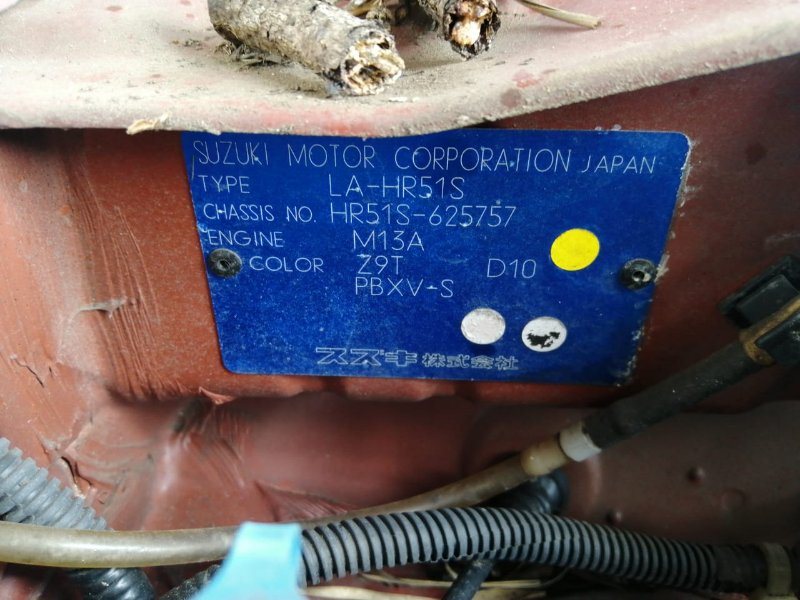 SUZUKI MOTOR CORPORATION JAPAN
TYPE LA-HR51S
CHASSIS NO. HR51S-625757
ENGINE M13A
COLOR Z9T D10
PBXV-S
スズキ株式会社